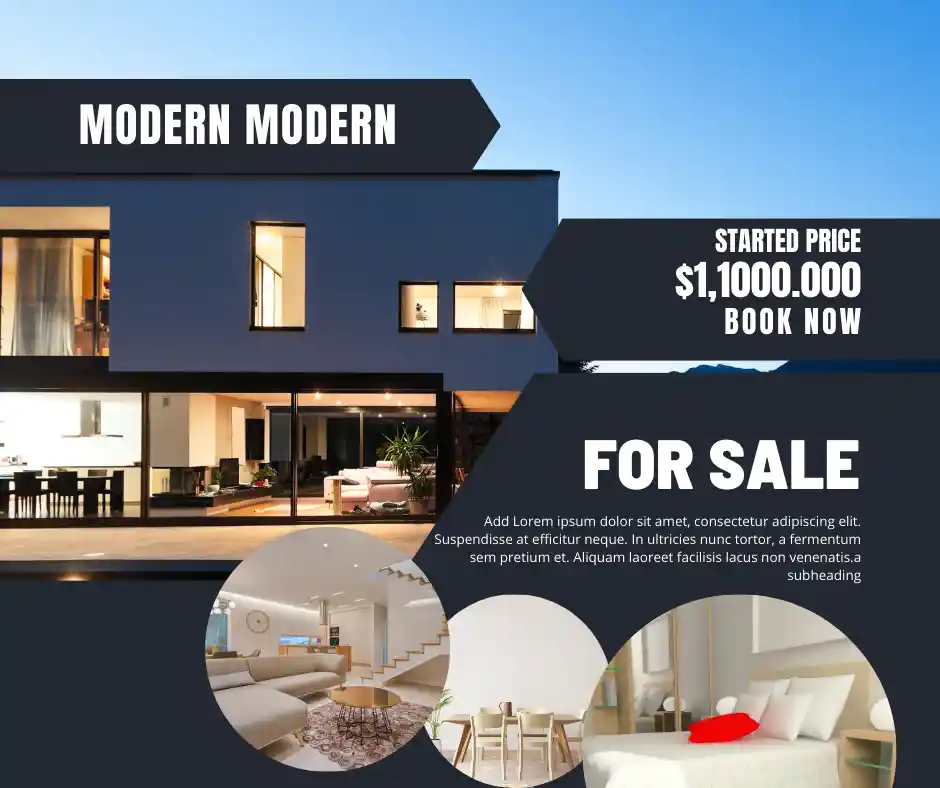 MODERN MODERN
STARTED PRICE
$1,1000.000
BOOK NOW
FOR SALE
Add Lorem ipsum dolor sit amet, consectetur adipiscing elit.
Suspendisse at efficitur neque. In ultricies nunc tortor, a fermentum
sem pretium et. Aliquam laoreet facilisis lacus non venenatis.a
subheading